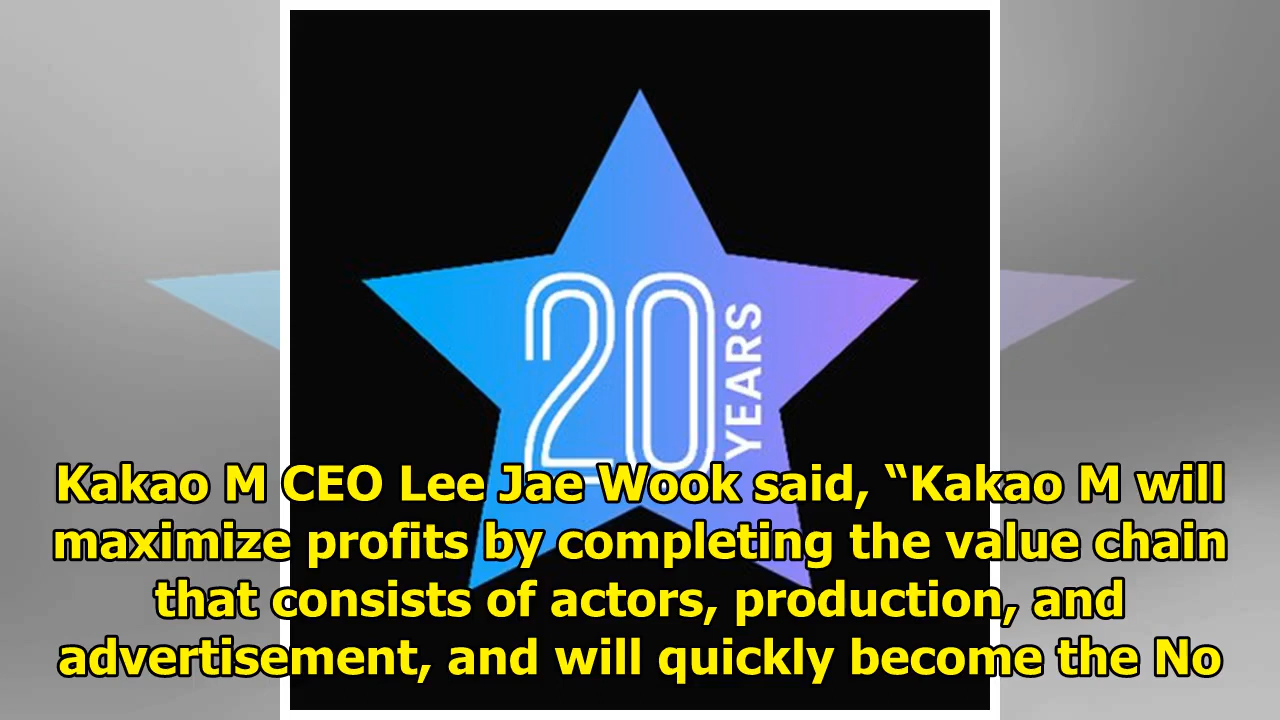 20
YEARS
Kakao M CEO Lee Jae Wook said, “Kakao M will
maximize profits by completing the value chain
that consists of actors, production, and
advertisement, and will quickly become the No